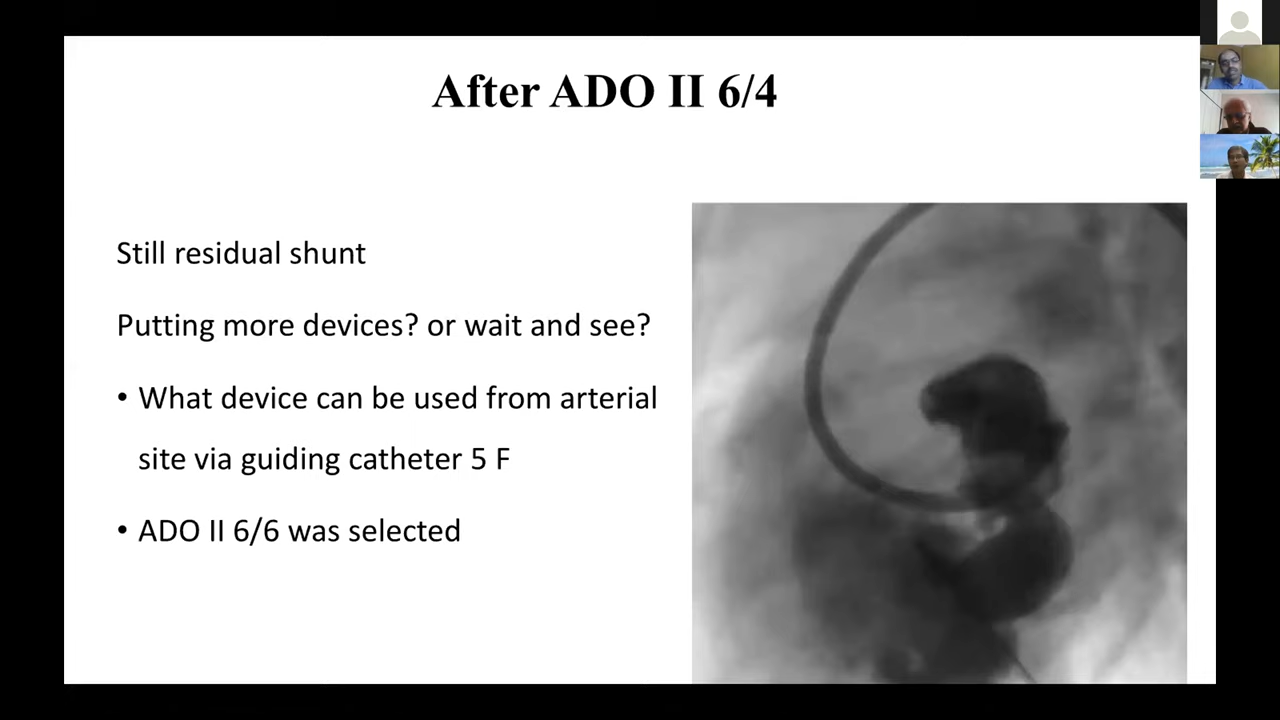 After ADO II 6/4
Still residual shunt
Putting more devices? or wait and see?
• What device can be used from arterial
site via guiding catheter 5 F
• ADO II 6/6 was selected